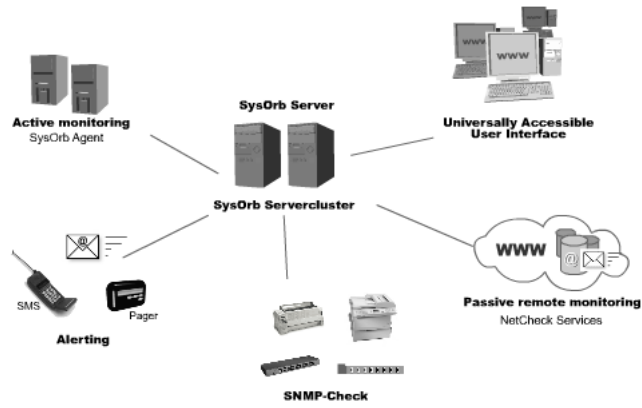 WWW
WWW
SysOrb Server
Active monitoring
SysOrb Agent
Universally Accessible
User Interface
SysOrb Servercluster
@
SMS
Pager
Alerting
WWW
@
Passive remote monitoring
NetCheck Services
SNMP-Check